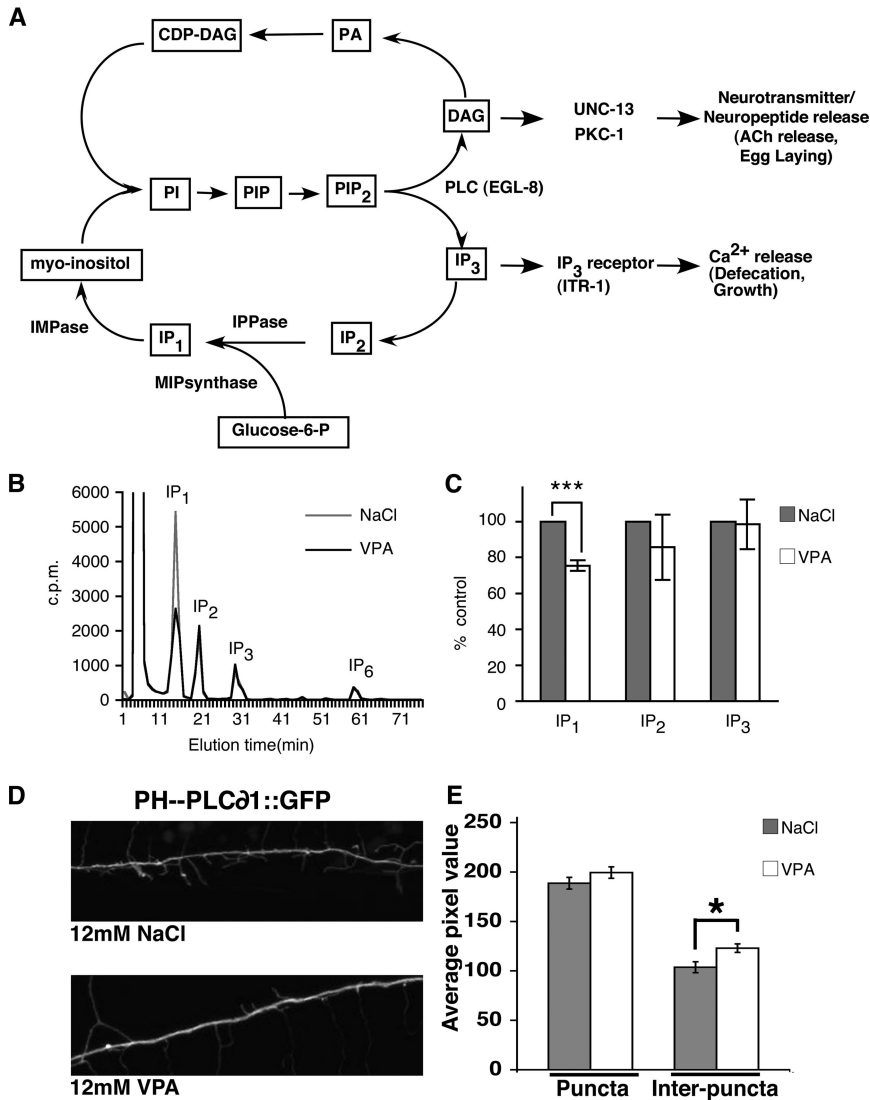 A
CDP-DAG
PA
DAG
UNC-13
PKC-1
Neurotransmitter/
Neuropeptide release
(ACh release,
Egg Laying)
PI
PIP
PIP2
PLC (EGL-8)
myo-inositol
IP3
IP3 receptor
(ITR-1)
Ca2+ release
(Defecation,
Growth)
IMPase
IP1
IPPase
IP2
MIPsynthase
Glucose-6-P
B
6000
5000
4000
3000
2000
1000
0
c.p.m.
IP1
IP2
IP3
IP6
NaCl
VPA
1 11 21 31 41 51 61 71
Elution time(min)
C
100
80
60
40
20
0
% control
***
NaCl
VPA
IP1 IP2 IP3
D
PH--PLC∂1::GFP
12mM NaCl
12mM VPA
E
250
200
150
100
50
0
Average pixel value
*
NaCl
VPA
Puncta Inter-puncta